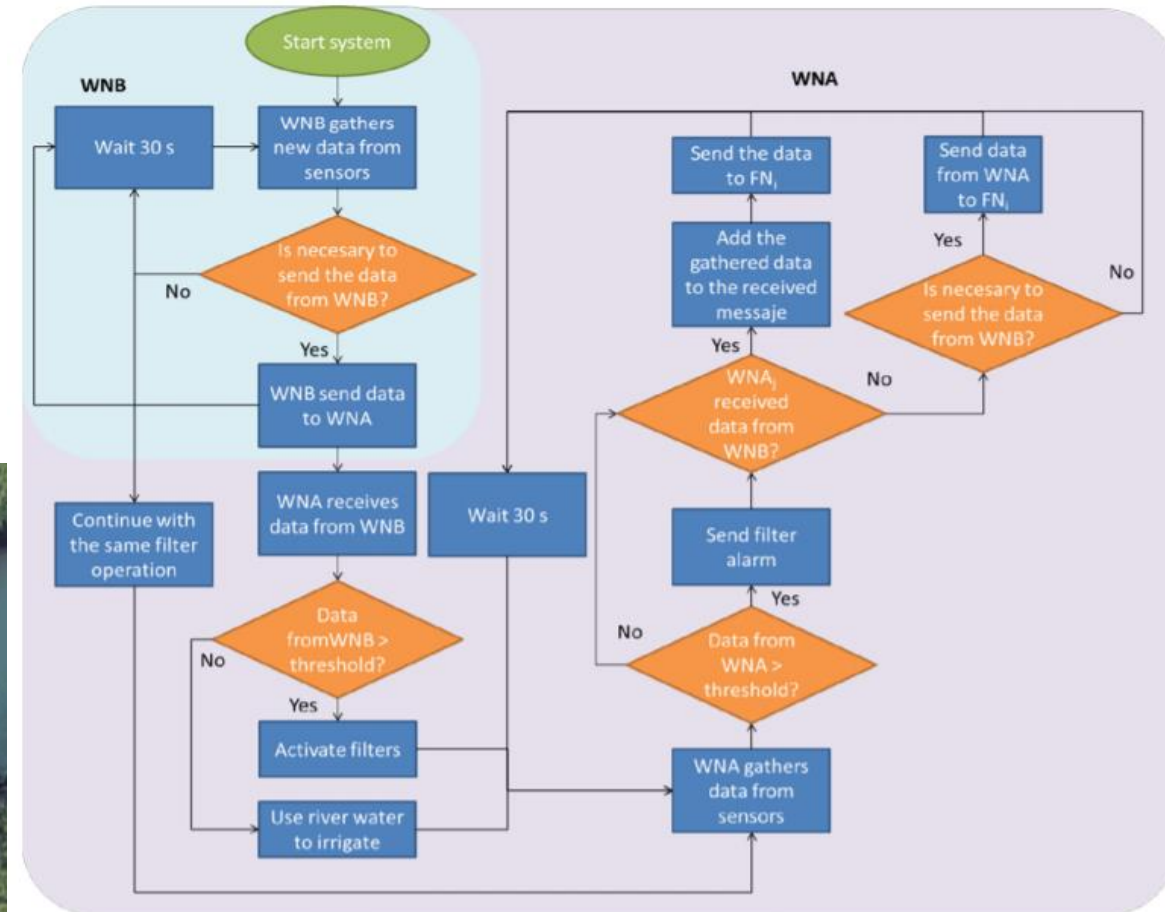 Start system
WNB
Wait 30 s
WNB gathers
new data from
sensors
Is necesary to
send the data
from WNB?
No
Yes
WNB send data
to WNA
WNA receives
data from WNB
Continue with
the same filter
operation
Data
fromWNB >
threshold?
No
Yes
Activate filters
Use river water
to irrigate
WNA
Wait 30 s
Send the data
to FNi
Add the
gathered data
to the received
messaje
Yes
WNAj
received
data from
WNB?
No
Send filter
alarm
Yes
No
Data from
WNA >
threshold?
WNA gathers
data from
sensors
Send data
from WNA
to FNi
Yes
No
Is necesary to
send the data
from WNB?